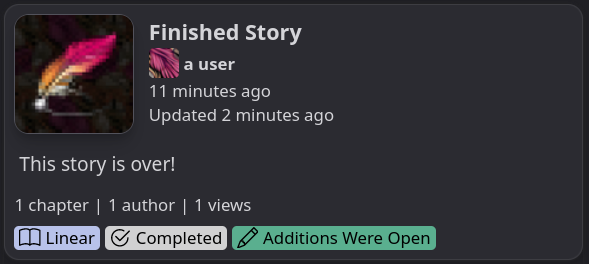 Finished Story
a user
11 minutes ago
Updated 2 minutes ago
This story is over!
1 chapter | 1 author | 1 views
Linear Completed Additions Were Open